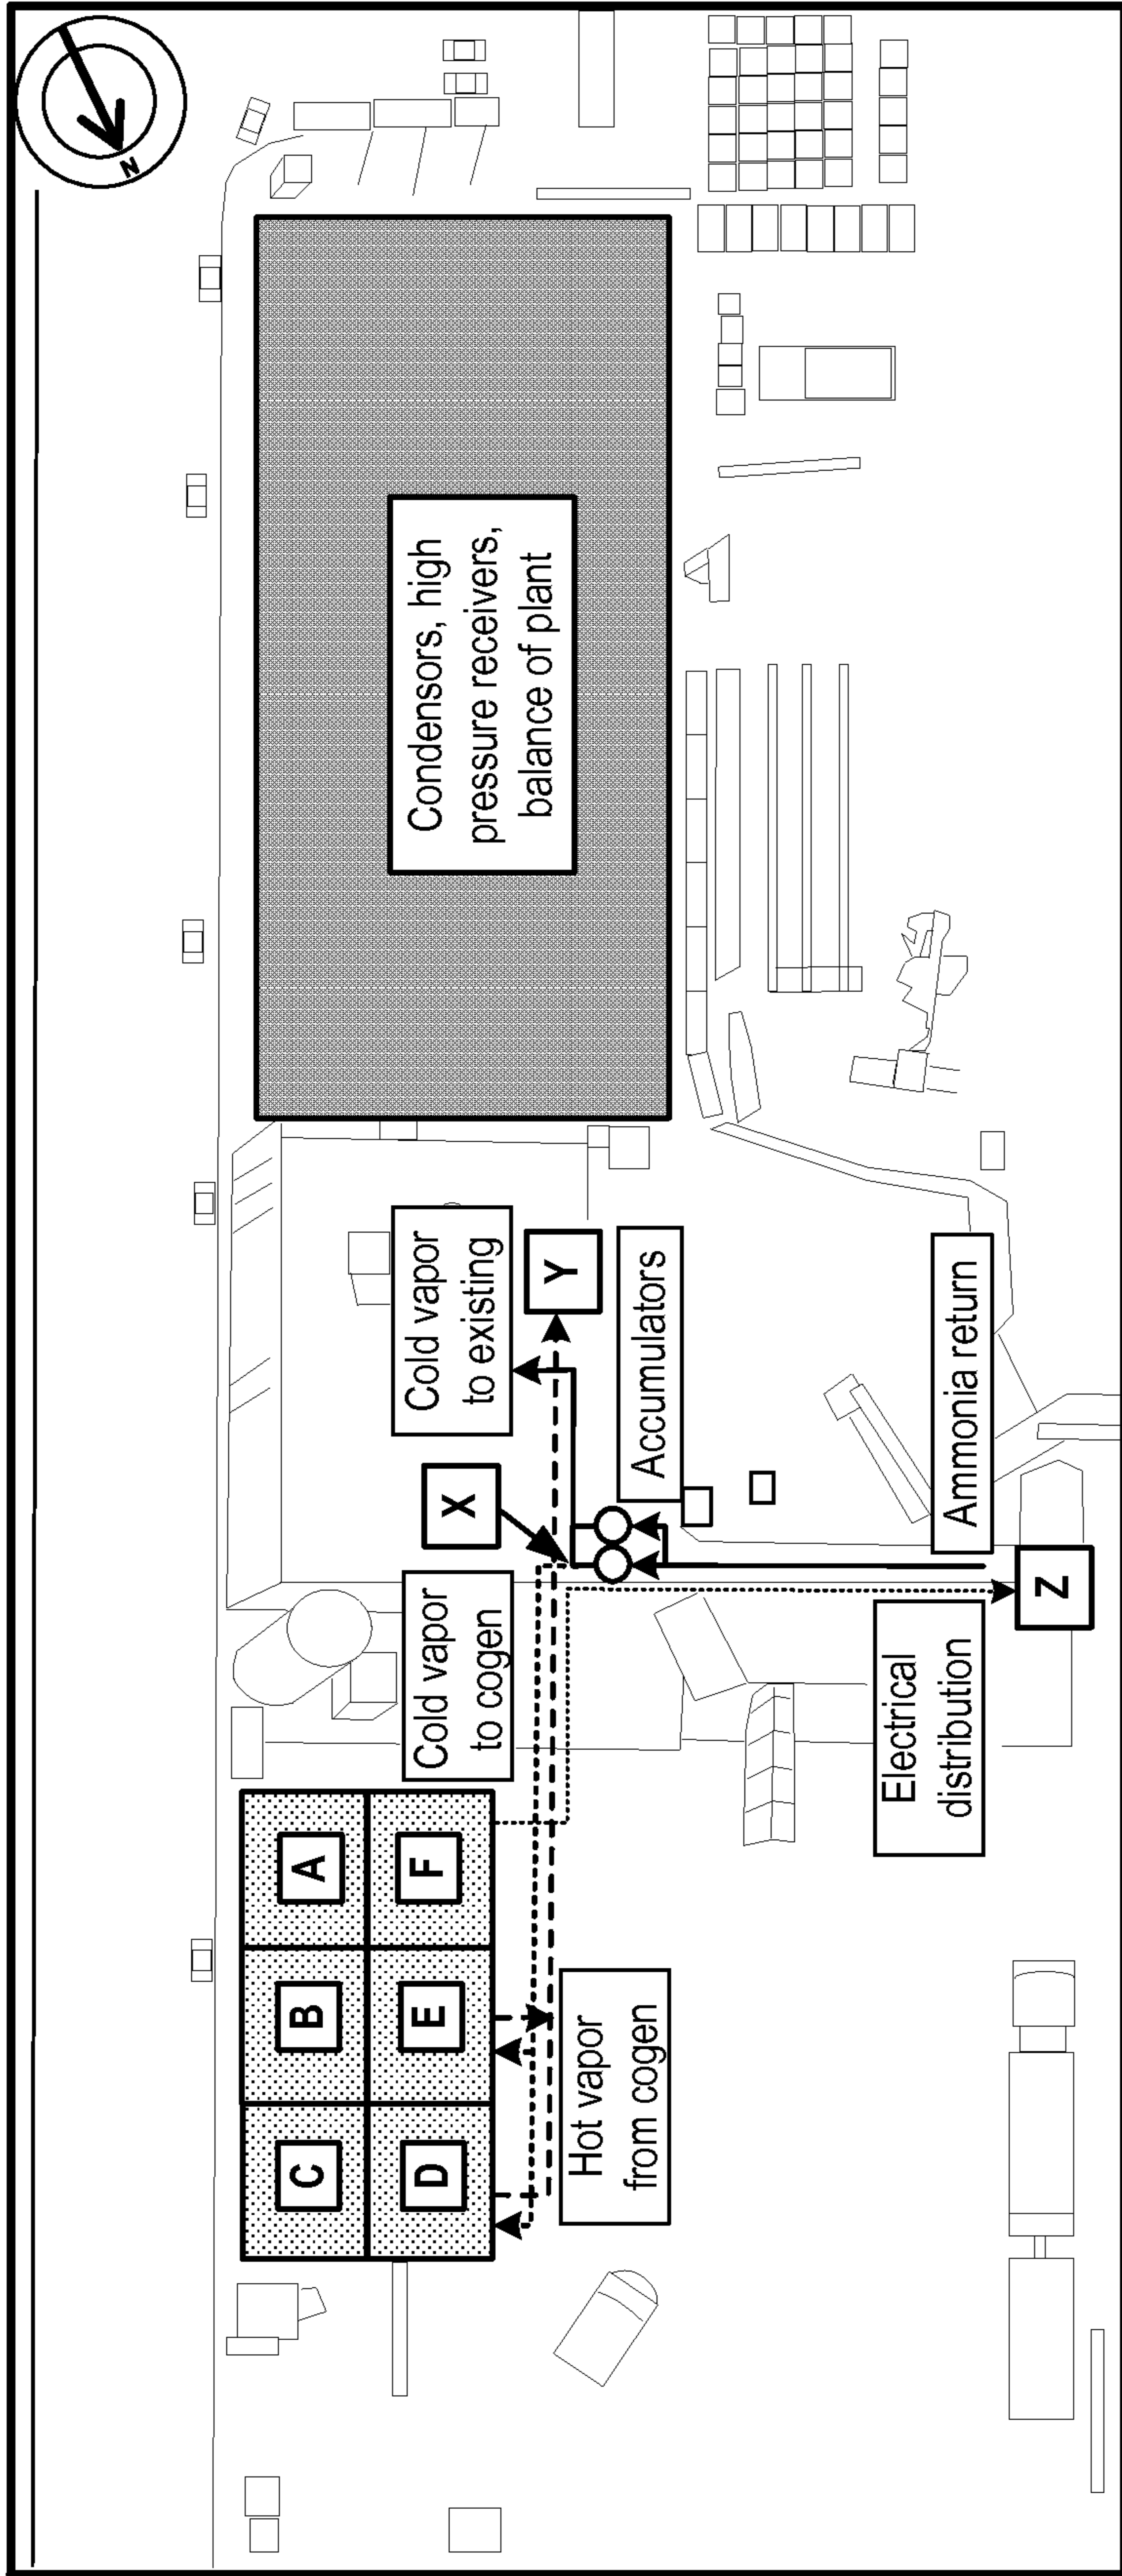 N
Condensors, high
pressure receivers,
balance of plant
Cold vapor
to existing
Y
Accumulators
Ammonia return
X
Cold vapor
to cogen
Z
Electrical
distribution
A
F
B
E
C
D
Hot vapor
from cogen